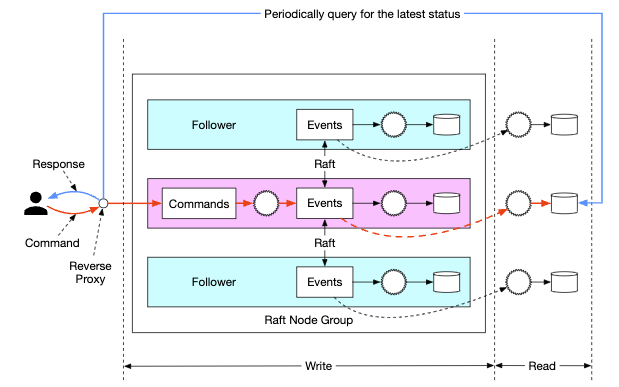 Periodically query for the latest status
Follower
Events
Response
Raft
Commands
Events
Command
Raft
Reverse
Proxy
Follower
Events
Raft Node Group
Write
Read